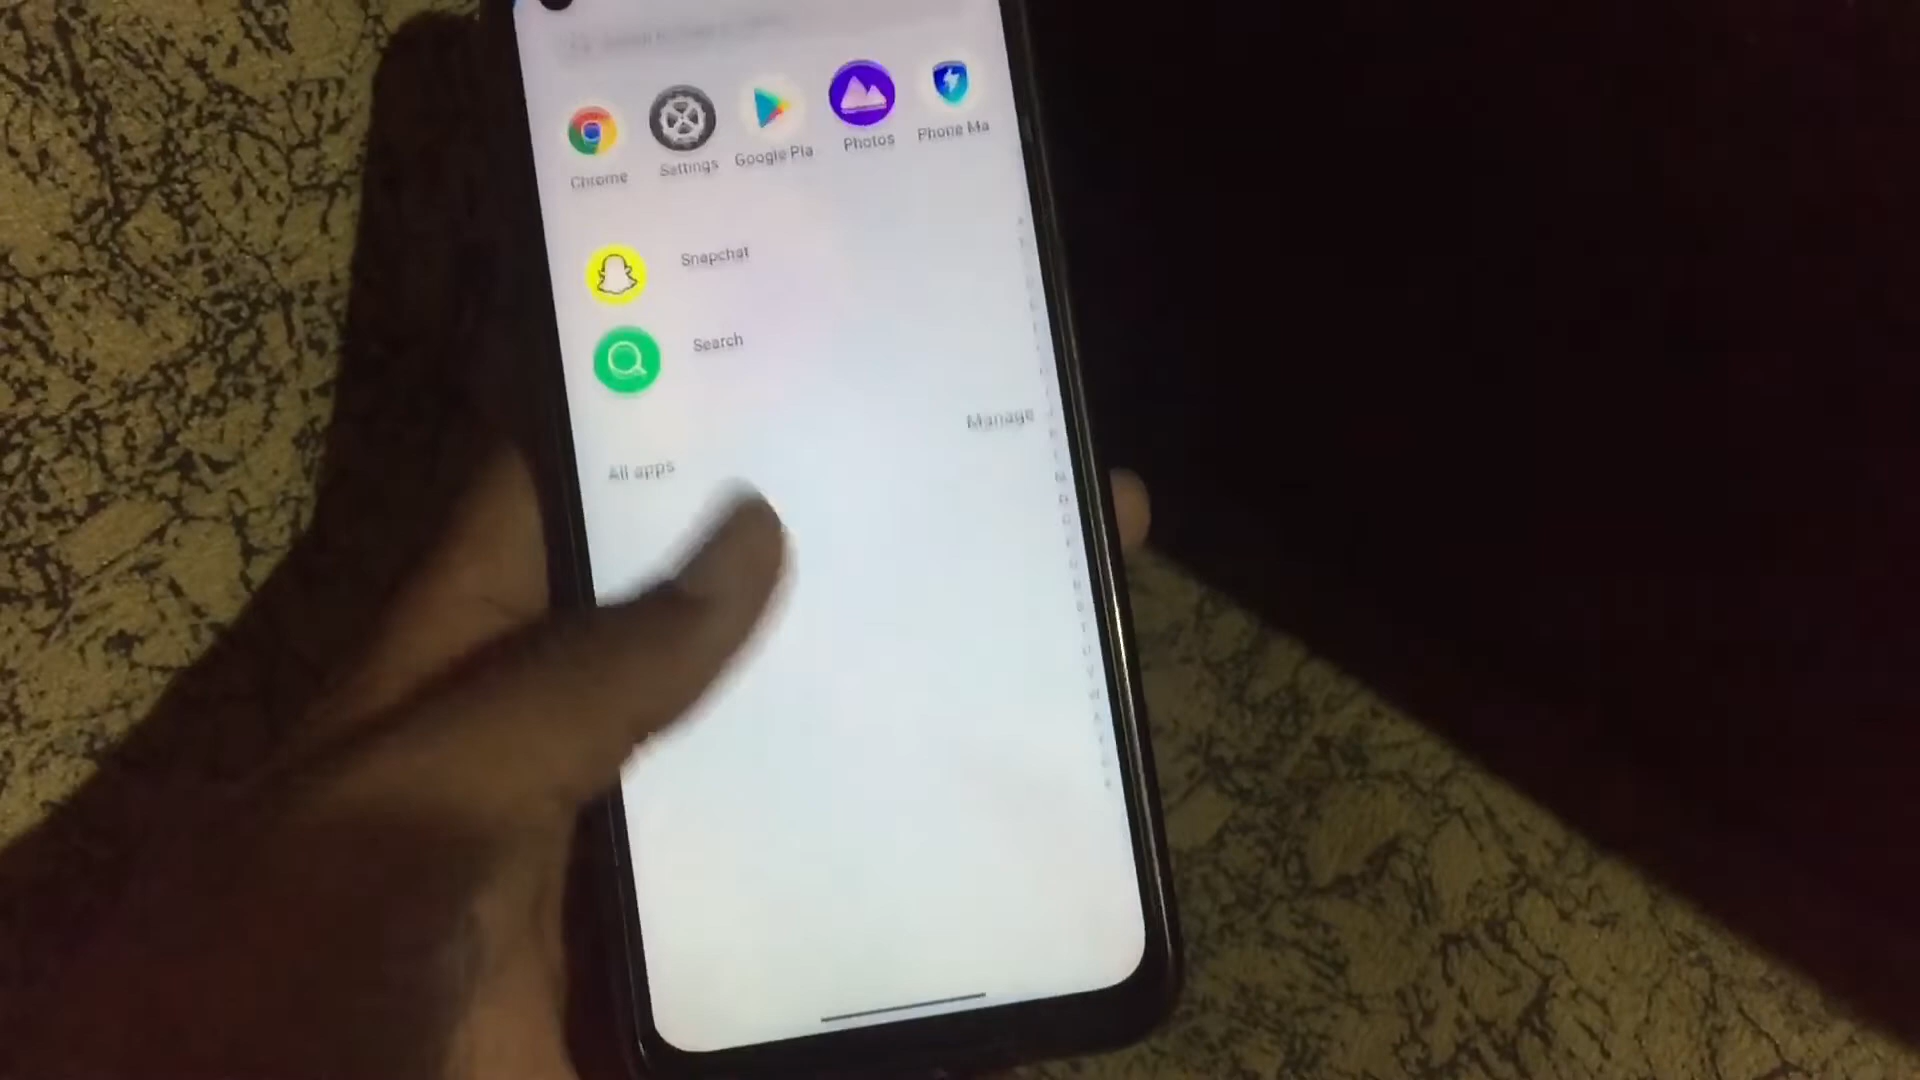 Chrome
Settings
Google Pla
Photos
Phone Ma
Snapchat
Search
Manage
All apps